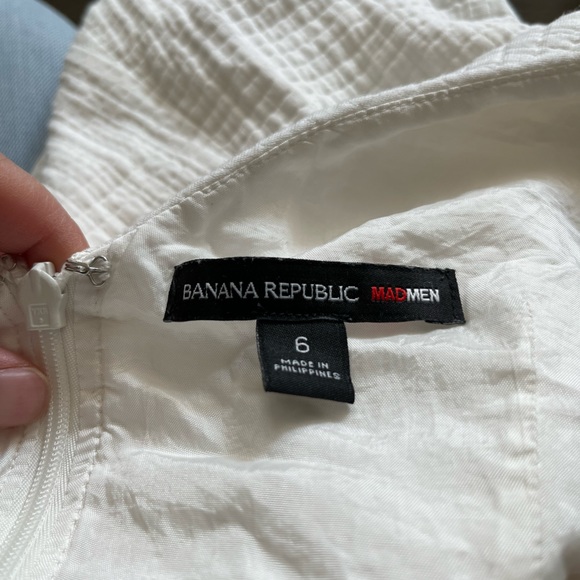 BANANA REPUBLIC MADMEN
6
MADE IN
PHILIPPINES